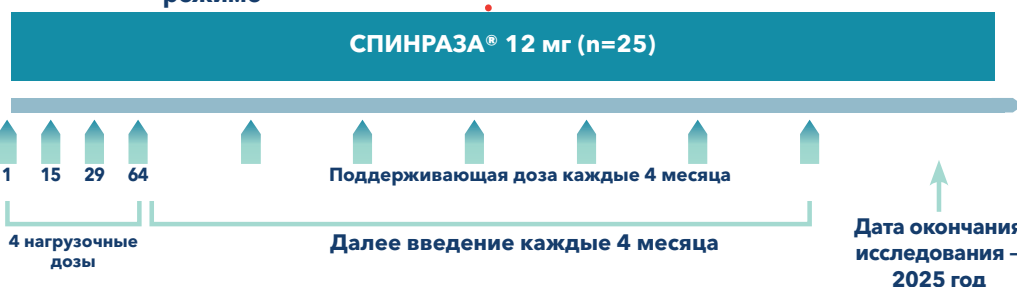 режиме
СПИНРАЗА® 12 мг (n=25)
1 15 29 64
Поддерживающая доза каждые 4 месяца
4 нагрузочные
дозы
Далее введение каждые 4 месяца
Дата окончания
исследования –
2025 год